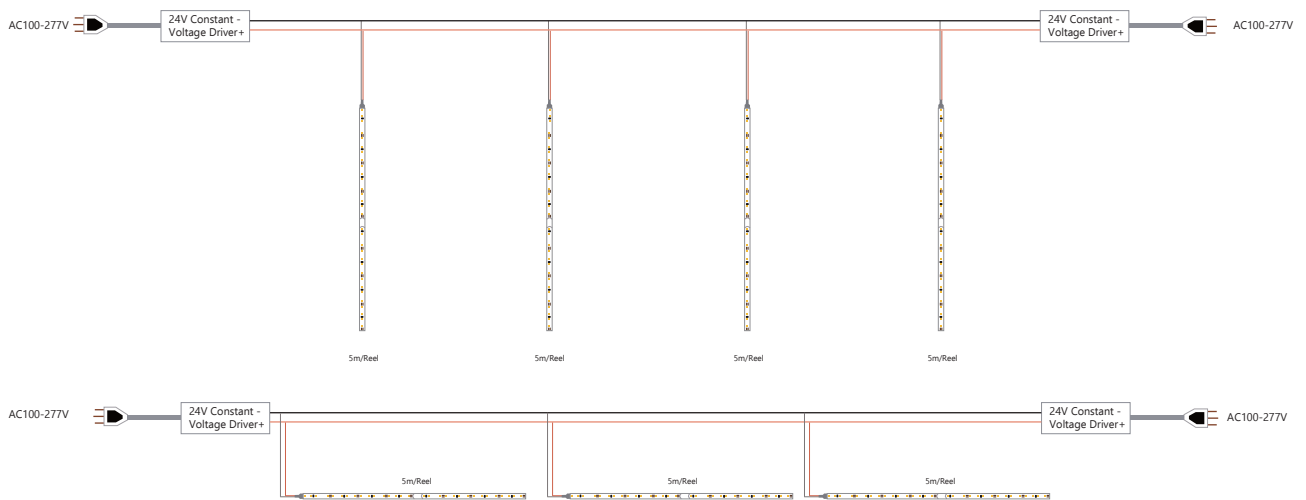 AC100-277V
24V Constant -
Voltage Driver+
24V Constant -
Voltage Driver+
AC100-277V
5m/Reel
5m/Reel
5m/Reel
5m/Reel
AC100-277V
24V Constant -
Voltage Driver+
24V Constant -
Voltage Driver+
AC100-277V
5m/Reel
5m/Reel
5m/Reel